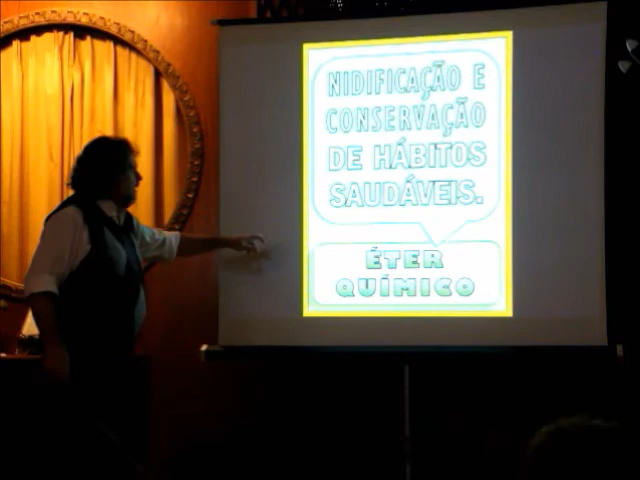 NIDIFICAÇÃO E
CONSERVAÇÃO
DE HÁBITOS
SAUDÁVEIS.
ÉTER
QUÍMICO